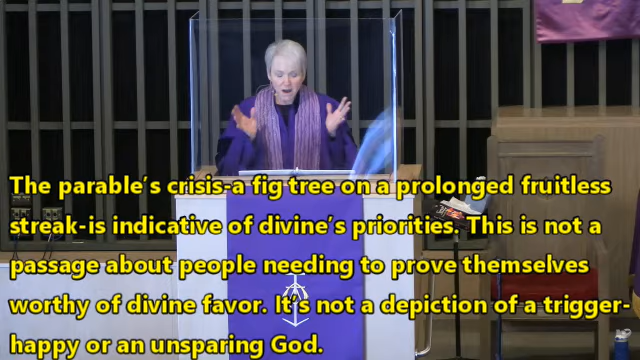 The parable's crisis-a fig tree on a prolonged fruitless
streak-is indicative of divine's priorities. This is not a
passage about people needing to prove themselves
worthy of divine favor. It's not a depiction of a trigger-
happy or an unsparing God.